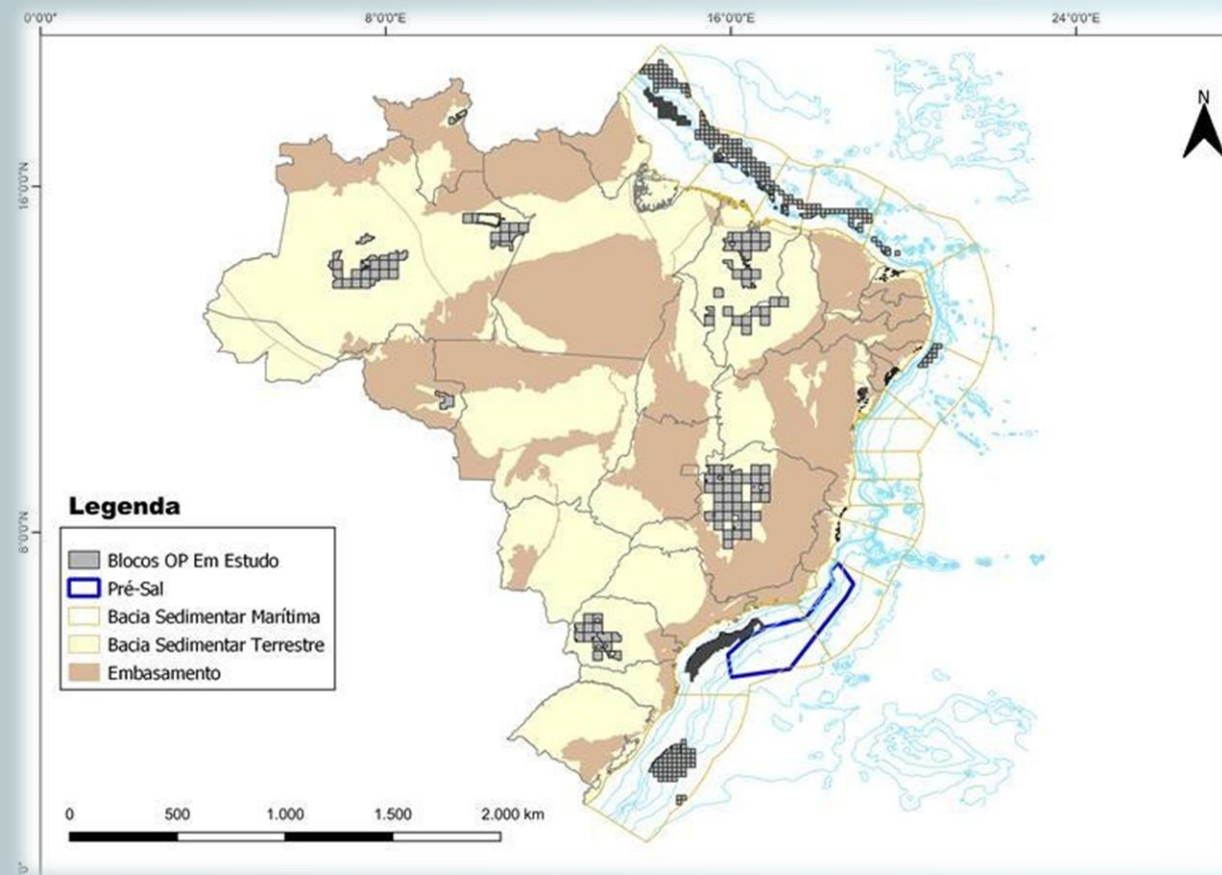 0°0'0"
8°0'0"E
16°0'0"E
24°0'0"E
N
16°0'0"N
8°0'0"N
Legenda
Blocos OP Em Estudo
Pré-Sal
Bacia Sedimentar Marítima
Bacia Sedimentar Terrestre
Embasamento
0 500 1.000 1.500 2.000 km